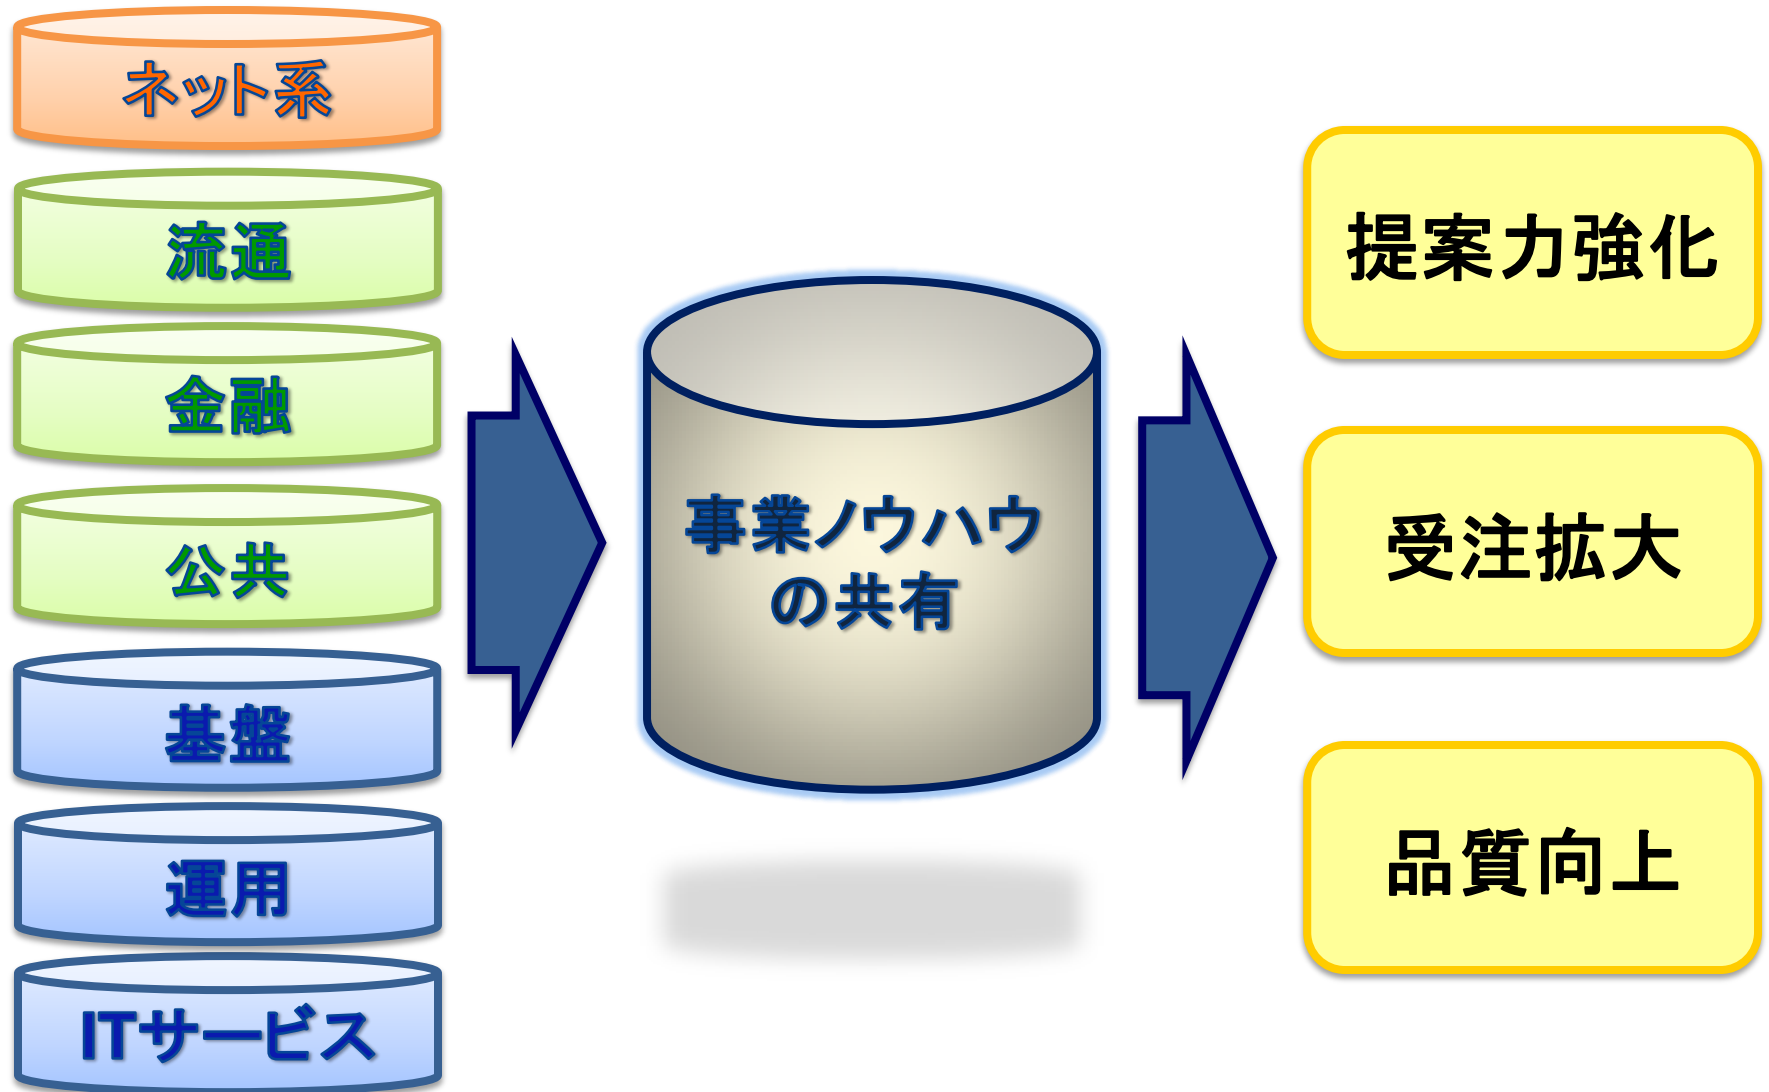 ネット系
流通
金融
公共
基盤
運用
ITサービス
事業ノウハウ
の共有
提案力強化
受注拡大
品質向上